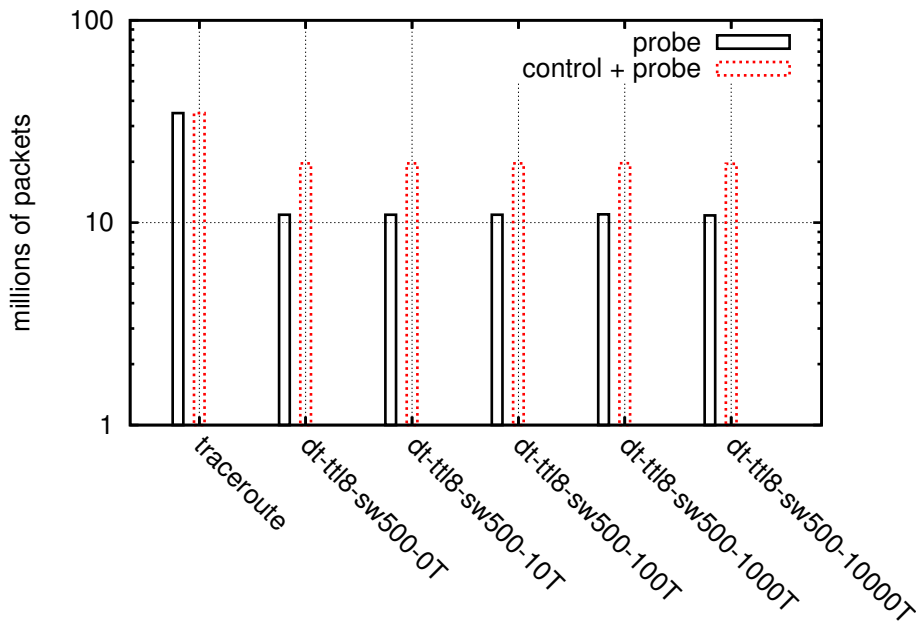 100
10
1
millions of packets
probe
control + probe
traceroute
dt-ttl8-sw500-0T
dt-ttl8-sw500-10T
dt-ttl8-sw500-100T
dt-ttl8-sw500-1000T
dt-ttl8-sw500-10000T